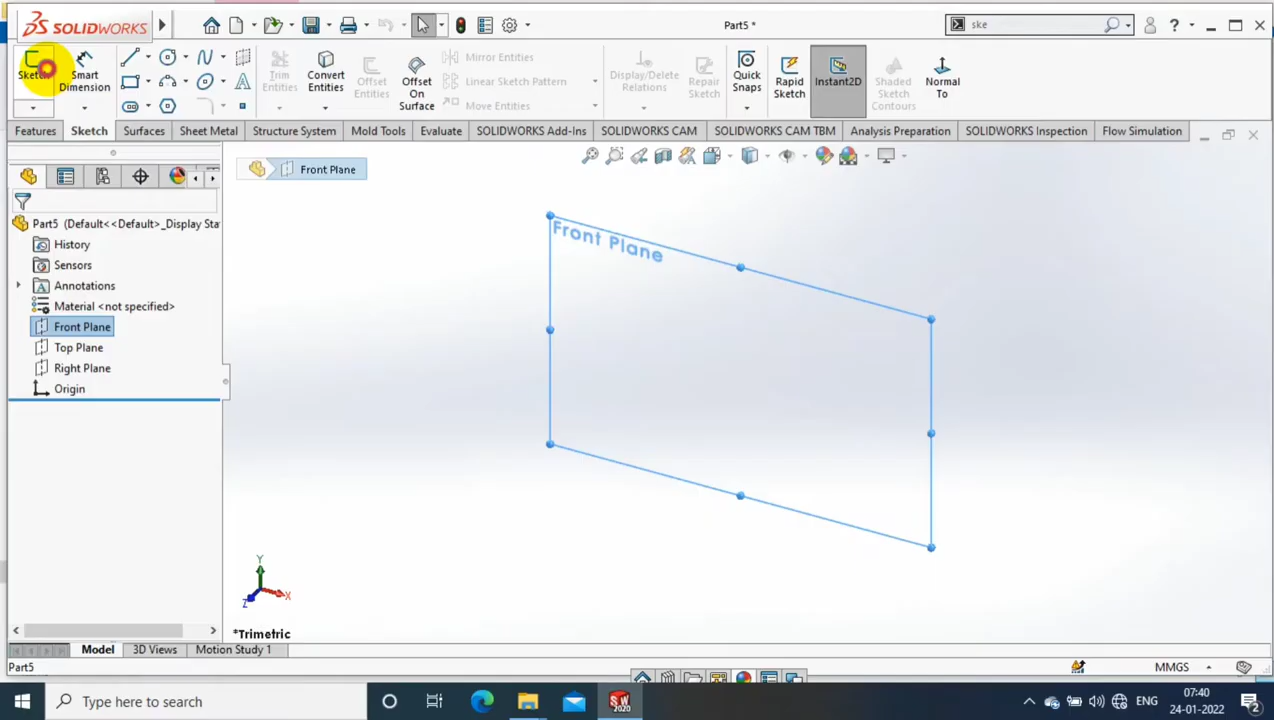 SOLIDWORKS
Part5 *
ske
Sketch
Smart Dimension
Trim Entities
Convert Entities
Offset Entities
Offset On Surface
Mirror Entities
Linear Sketch Pattern
Move Entities
Display/Delete Relations
Repair Sketch
Quick Snaps
Rapid Sketch
Instant2D
Shaded Sketch Contours
Normal To
Features
Sketch
Surfaces
Sheet Metal
Structure System
Mold Tools
Evaluate
SOLIDWORKS Add-Ins
SOLIDWORKS CAM
SOLIDWORKS CAM TBM
Analysis Preparation
SOLIDWORKS Inspection
Flow Simulation
Front Plane
Part5 (Default<<Default>_Display Sta
History
Sensors
Annotations
Material <not specified>
Front Plane
Top Plane
Right Plane
Origin
Front Plane
Y
X
Z
*Trimetric
Model
3D Views
Motion Study 1
Part5
MMGS
Type here to search
SW
2020
ENG
07:40
24-01-2022
2